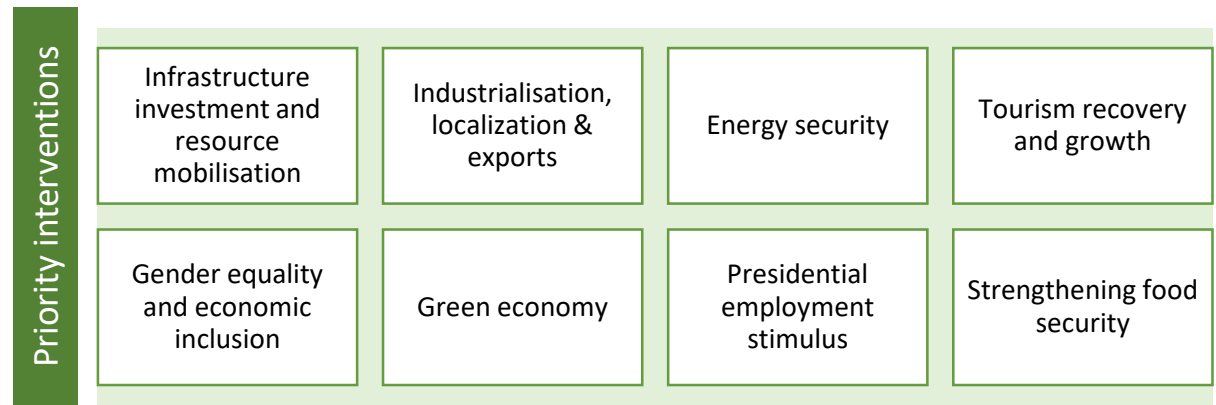 Priority interventions
Infrastructure
investment and
resource
mobilisation
Industrialisation,
localization &
exports
Energy security
Tourism recovery
and growth
Gender equality
and economic
inclusion
Green economy
Presidential
employment
stimulus
Strengthening food
security